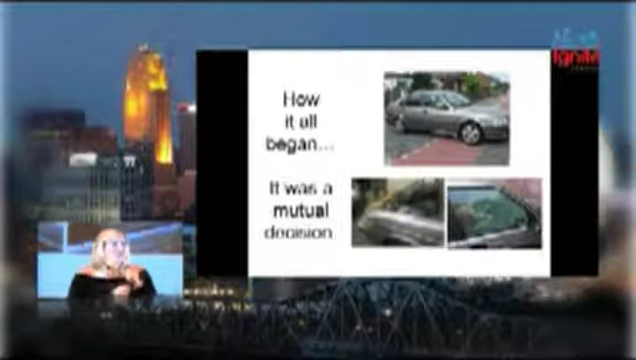 How
it all
began...
It was a
mutual
decision
Ignite